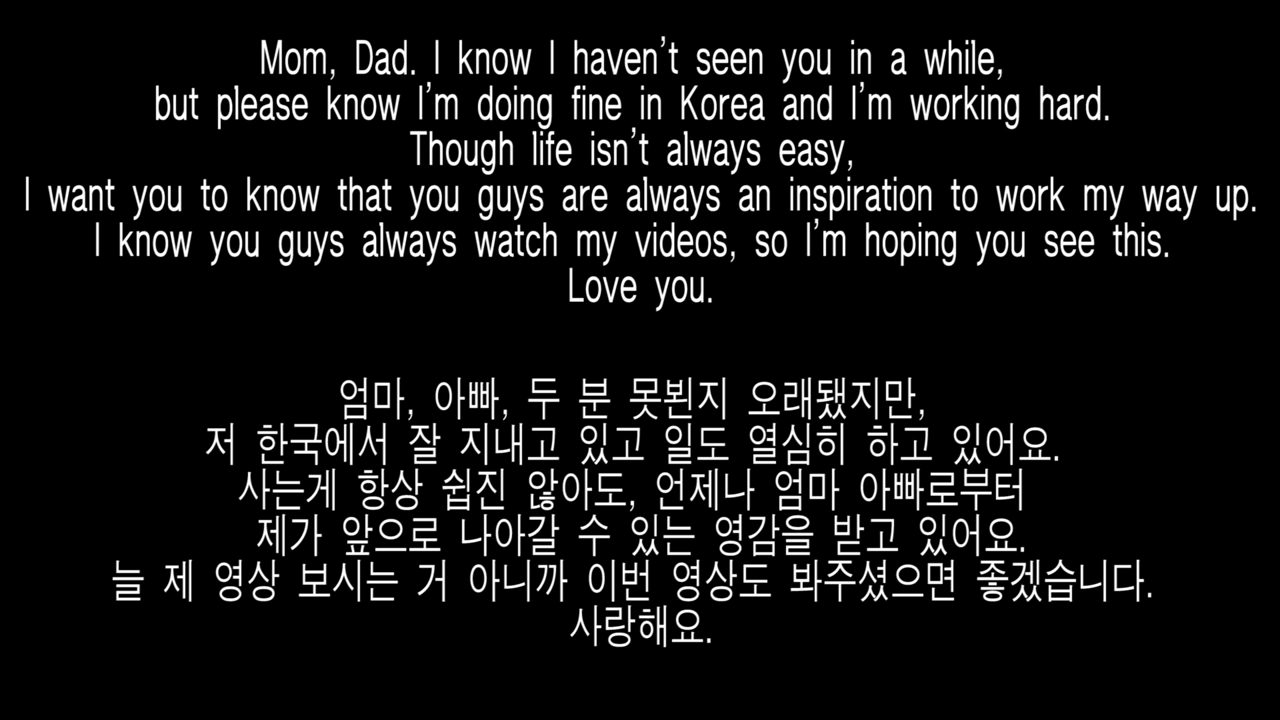 Mom, Dad. I know I haven't seen you in a while,
but please know I'm doing fine in Korea and I'm working hard.
Though life isn't always easy,
I want you to know that you guys are always an inspiration to work my way up.
I know you guys always watch my videos, so I'm hoping you see this.
Love you.
엄마, 아빠, 두 분 못뵌지 오래됐지만,
저 한국에서 잘 지내고 있고 일도 열심히 하고 있어요.
사는게 항상 쉽진 않아도, 언제나 엄마 아빠로부터
제가 앞으로 나아갈 수 있는 영감을 받고 있어요.
늘 제 영상 보시는 거 아니까 이번 영상도 봐주셨으면 좋겠습니다.
사랑해요.